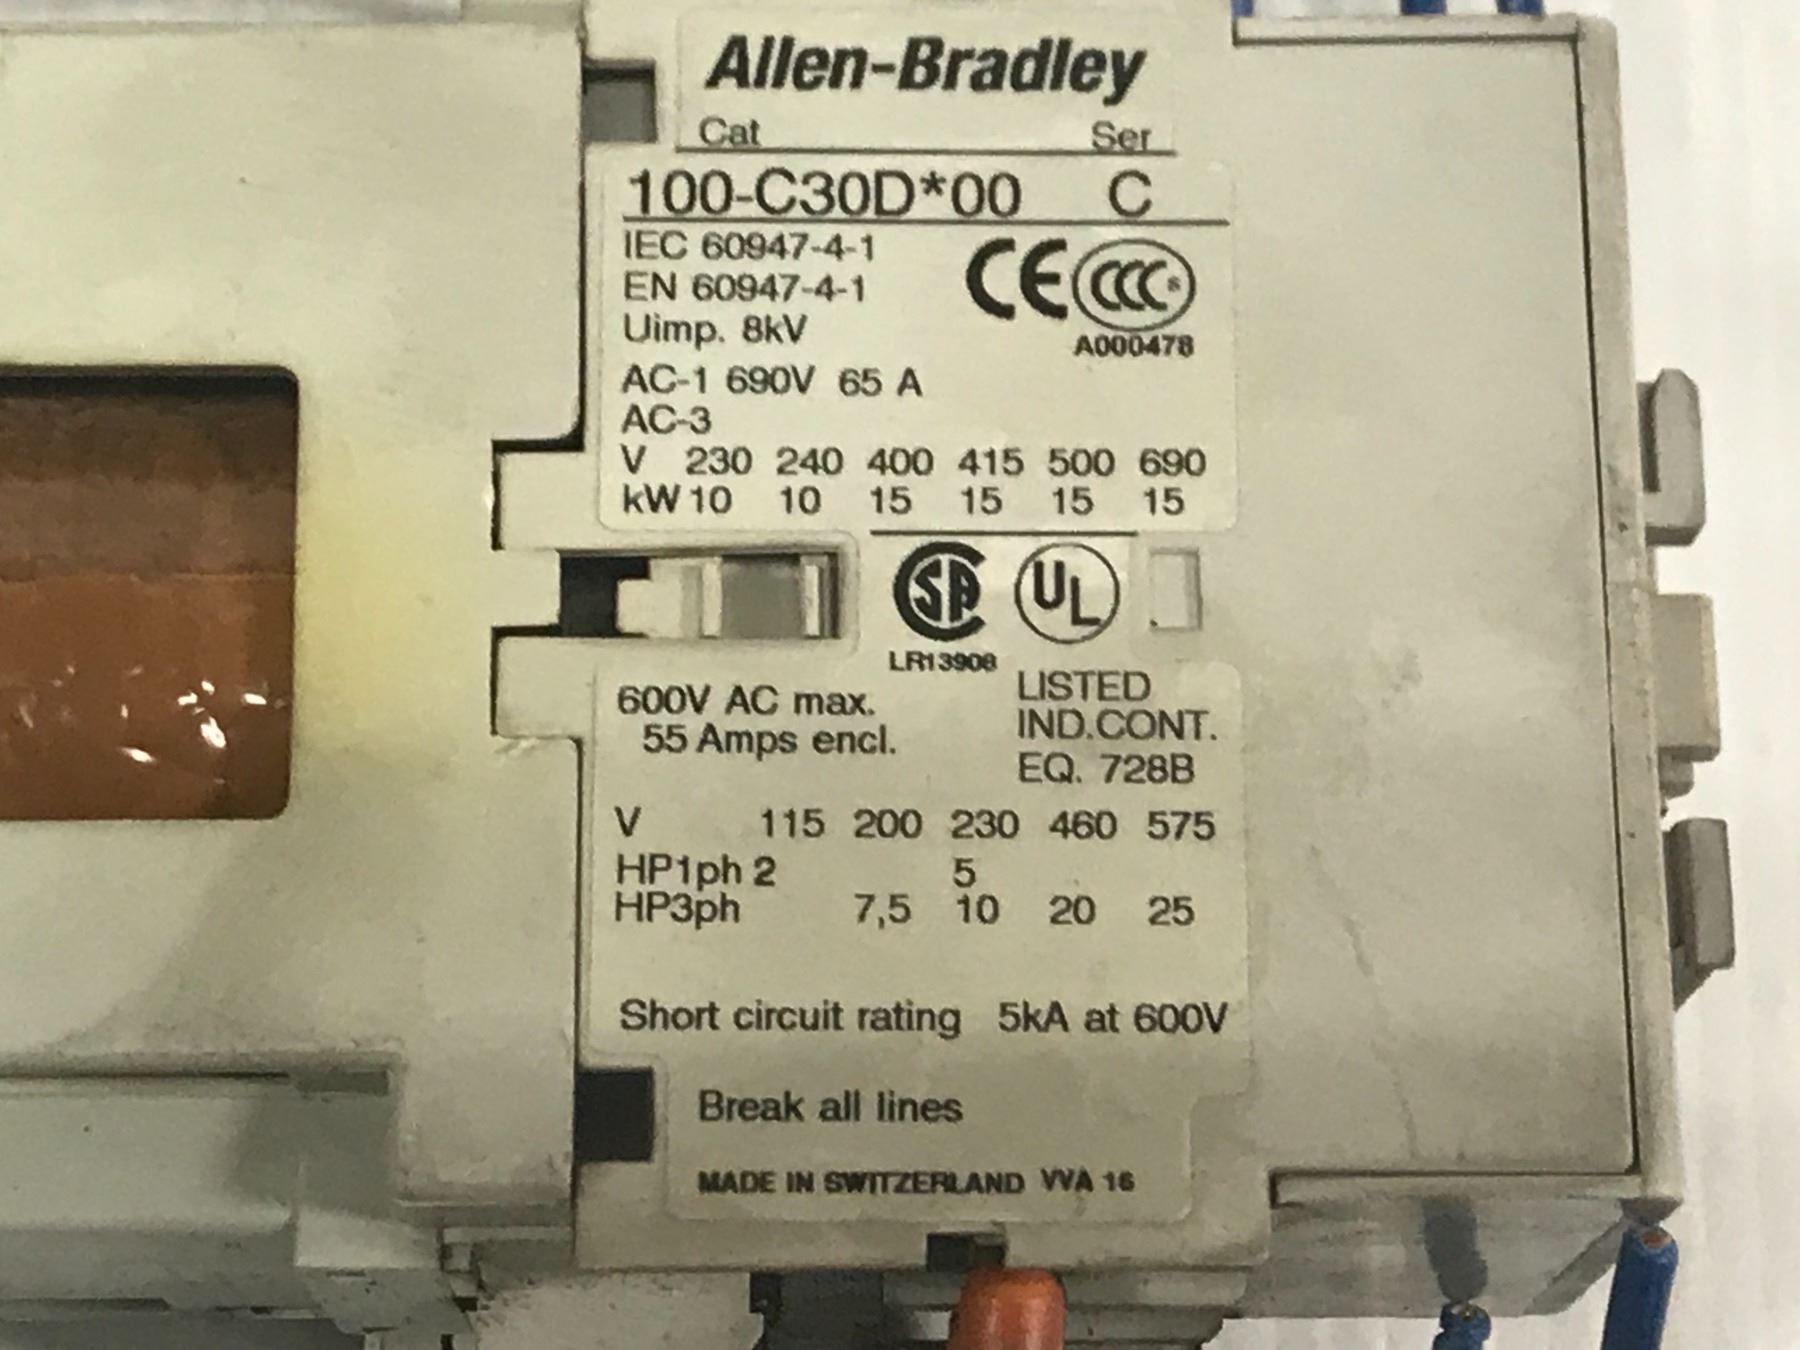 Allen-Bradley
Cat Ser
100-C30D*00 C
IEC 60947-4-1
EN 60947-4-1
Uimp. 8kV
CE CCC S
A000478
AC-1 690V 65 A
AC-3
V 230 240 400 415 500 690
kW 10 10 15 15 15 15
SA UL
LR13908
600V AC max.
55 Amps encl.
LISTED
IND.CONT.
EQ. 728B
V 115 200 230 460 575
HP1ph 2 5
HP3ph 7,5 10 20 25
Short circuit rating 5kA at 600V
Break all lines
MADE IN SWITZERLAND VVA 16